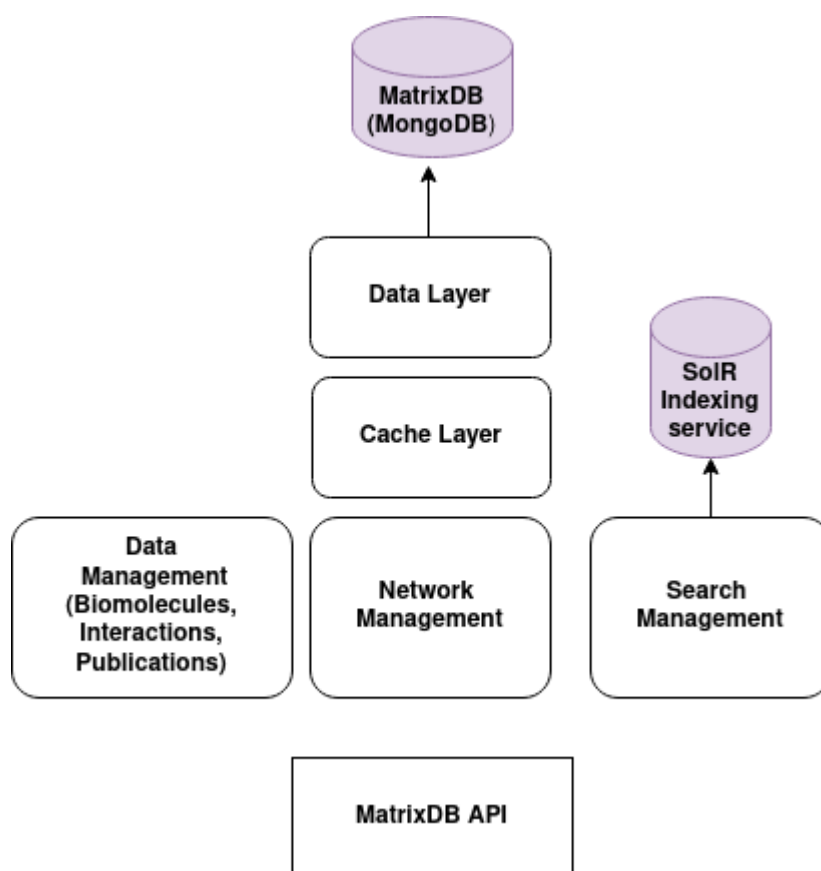 MatrixDB
(MongoDB)
Data Layer
SolR
Indexing
service
Cache Layer
Data
Management
(Biomolecules,
Interactions,
Publications)
Network
Management
Search
Management
MatrixDB API